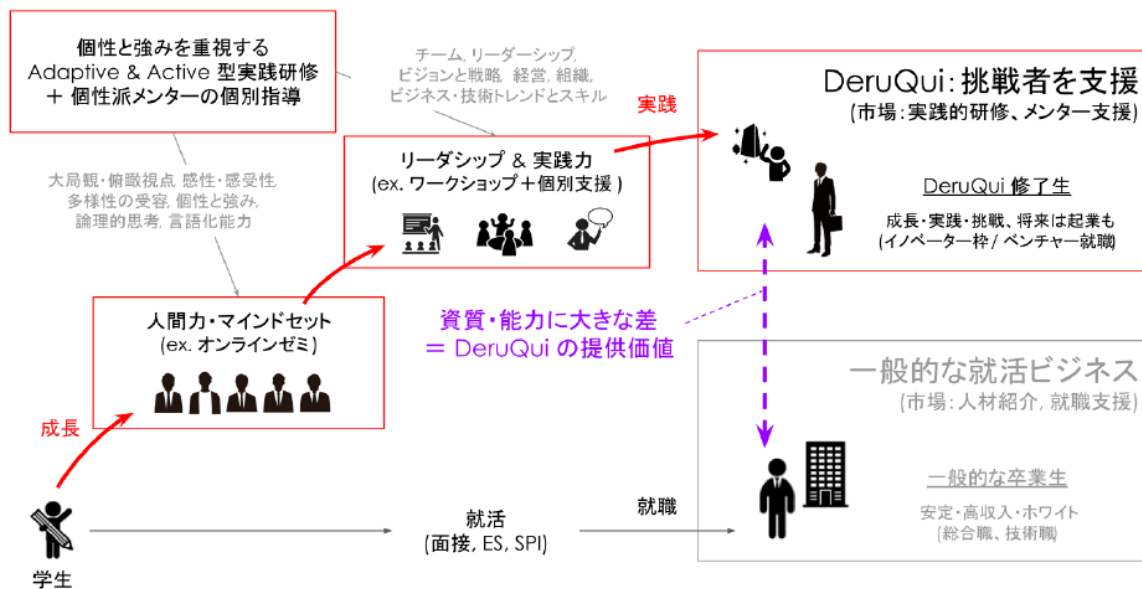 個性と強みを重視する
Adaptive & Active 型実践研修
＋ 個性派メンターの個別指導
チーム, リーダーシップ,
ビジョンと戦略, 経営, 組織,
ビジネス・技術トレンドとスキル
実践
DeruQui：挑戦者を支援
(市場：実践的研修、メンター支援)
DeruQui 修了生
成長・実践・挑戦、将来は起業も
(イノベーター枠 / ベンチャー就職)
リーダシップ & 実践力
(ex. ワークショップ＋個別支援 )
大局観・俯瞰視点, 感性・感受性,
多様性の受容, 個性と強み,
論理的思考, 言語化能力
人間力・マインドセット
(ex. オンラインゼミ)
資質・能力に大きな差
＝ DeruQui の提供価値
成長
一般的な就活ビジネス
(市場：人材紹介, 就職支援)
一般的な卒業生
安定・高収入・ホワイト
(総合職、技術職)
就活
(面接, ES, SPI)
就職
学生